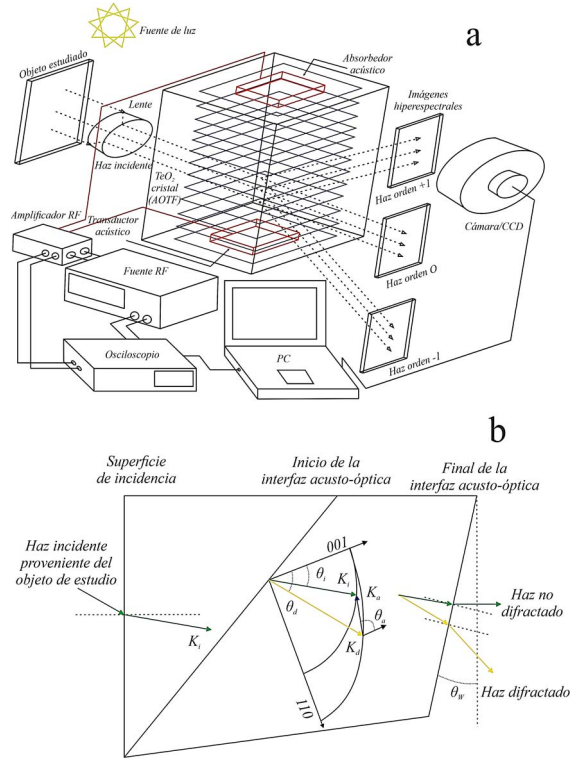 a
Fuente de luz
Objeto estudiado
Absorbedor
acústico
Lente
Haz incidente
Imágenes
hiperespectrales
TeO₂
cristal
(AOTF)
Haz orden +1
Cámara/CCD
Amplificador RF
Transductor
acústico
Fuente RF
Haz orden O
Osciloscopio
PC
Haz orden -1
b
Superficie
de incidencia
Inicio de la
interfaz acusto-óptica
Final de la
interfaz acusto-óptica
Haz incidente
proveniente del
objeto de estudio
001
θi
Ki
Ka
θd
θa
Kd
Ki
Haz no
difractado
110
θW
Haz difractado